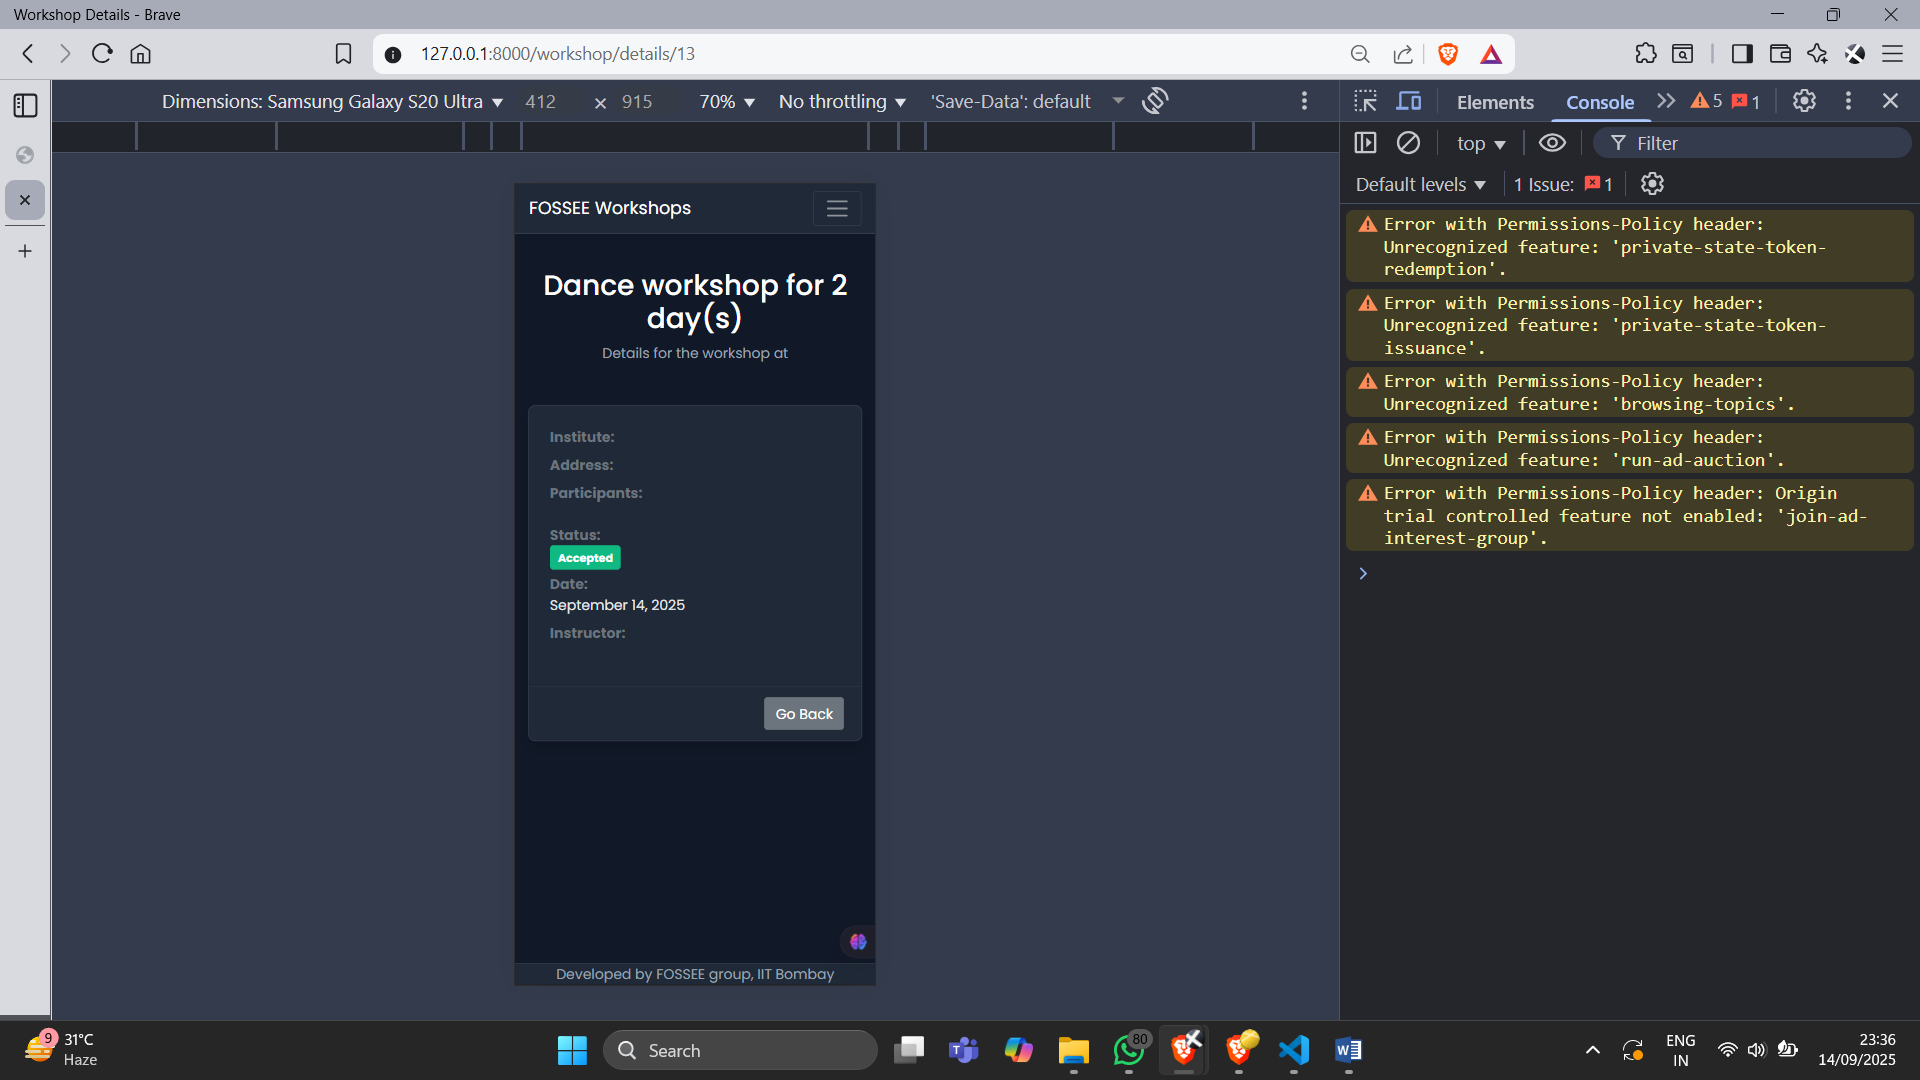 Workshop Details - Brave
127.0.0.1:8000/workshop/details/13
Dimensions: Samsung Galaxy S20 Ultra 412 × 915 70% No throttling 'Save-Data': default
Elements Console 5 1
top Filter
Default levels 1 Issue: 1
FOSSEE Workshops
Dance workshop for 2
day(s)
Details for the workshop at
Institute:
Address:
Participants:
Status:
Accepted
Date:
September 14, 2025
Instructor:
Go Back
Developed by FOSSEE group, IIT Bombay
Error with Permissions-Policy header:
Unrecognized feature: 'private-state-token-
redemption'.
Error with Permissions-Policy header:
Unrecognized feature: 'private-state-token-
issuance'.
Error with Permissions-Policy header:
Unrecognized feature: 'browsing-topics'.
Error with Permissions-Policy header:
Unrecognized feature: 'run-ad-auction'.
Error with Permissions-Policy header: Origin
trial controlled feature not enabled: 'join-ad-
interest-group'.
9
31°C
Haze
Search
80
ENG
IN
23:36
14/09/2025